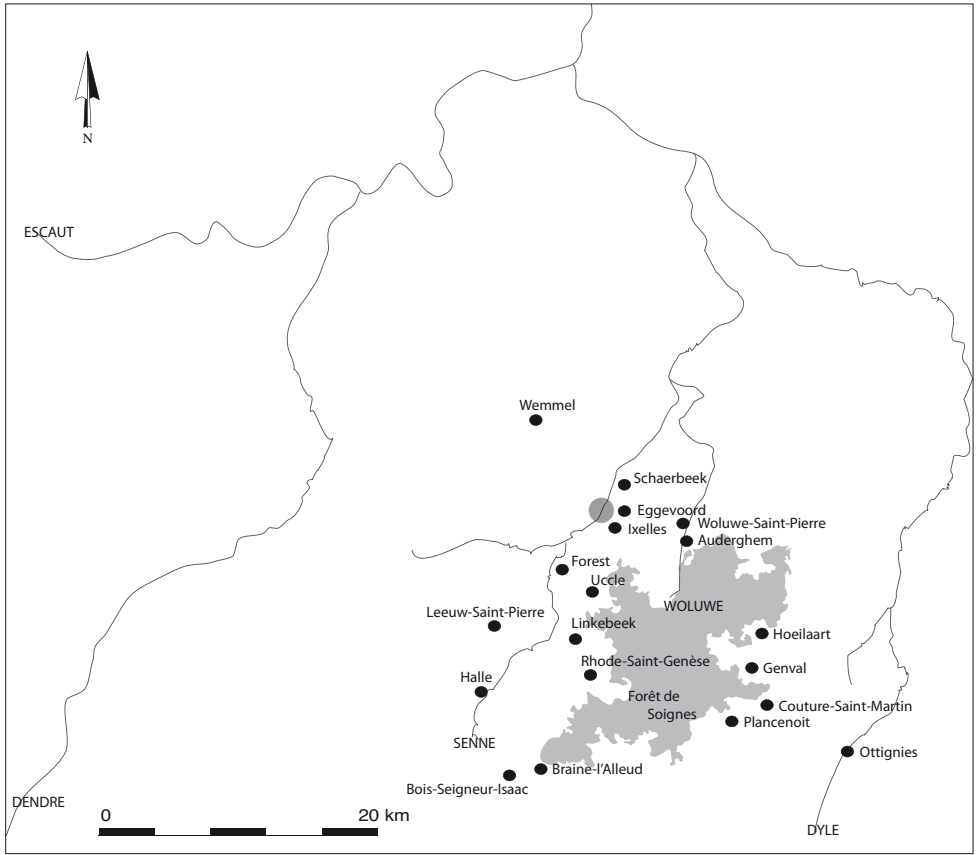 N
ESCAUT
Wemmel
Schaerbeek
Eggevoord
Woluwe-Saint-Pierre
Ixelles
Auderghem
Forest
Uccle
WOLUWE
Leeuw-Saint-Pierre
Linkebeek
Hoeilaart
Rhode-Saint-Genèse
Genval
Halle
Forêt de
Soignes
Couture-Saint-Martin
Plancenoit
SENNE
Ottignies
Braine-l'Alleud
Bois-Seigneur-Isaac
DENDRE
0 20 km
DYLE